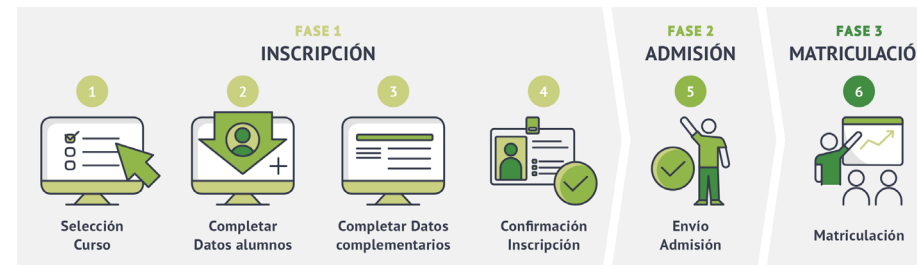 FASE 1
INSCRIPCIÓN
1
2
3
4
Selección
Curso
Completar
Datos alumnos
Completar Datos
complementarios
Confirmación
Inscripción
FASE 2
ADMISIÓN
5
Envío
Admisión
FASE 3
MATRICULACIÓ
6
Matriculación